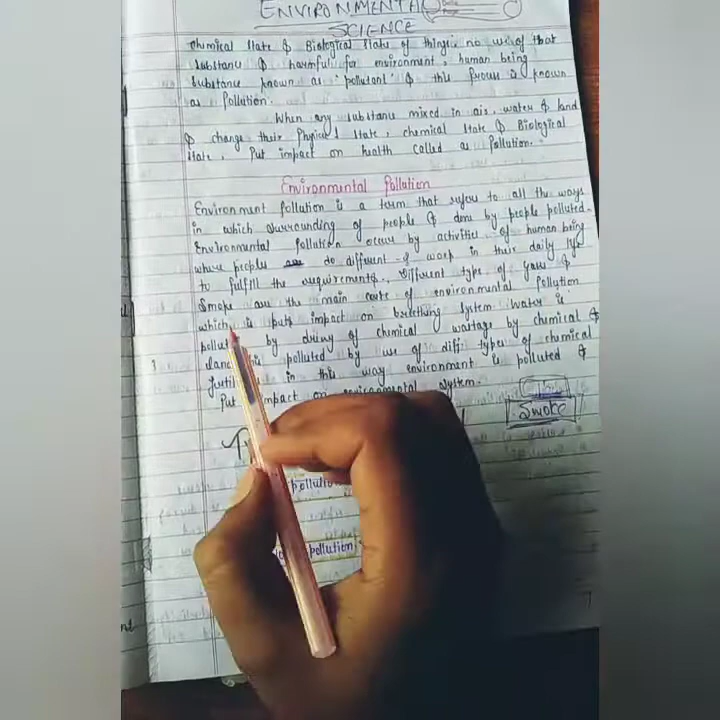 ENVIRONMENTAL
SCIENCE
chemical state & Biological state of things. no use of that
substance & harmful for environment, human being
substance known as 'pollutant' & this process is known
as Pollution.
When any substance mixed in air, water & land
& change their Physical state, chemical state & Biological
state. Put impact on health called as Pollution.
Environmental Pollution
Environment Pollution is a term that refers to all the ways
in which surrounding of people & done by people polluted.
Environmental Pollution occurs by activities of human being
where peoples do different of work in their daily life
to fulfill the requirements. Different type of gases &
Smoke are the main cause of environmental Pollution
which is puts impact on breathing system. Water is
by of chemical wastage by chemical &
polluted by use of diff. types of chemical
in this way environment is polluted &
Put impact on environmental system.
Smoke
pollution
pollution